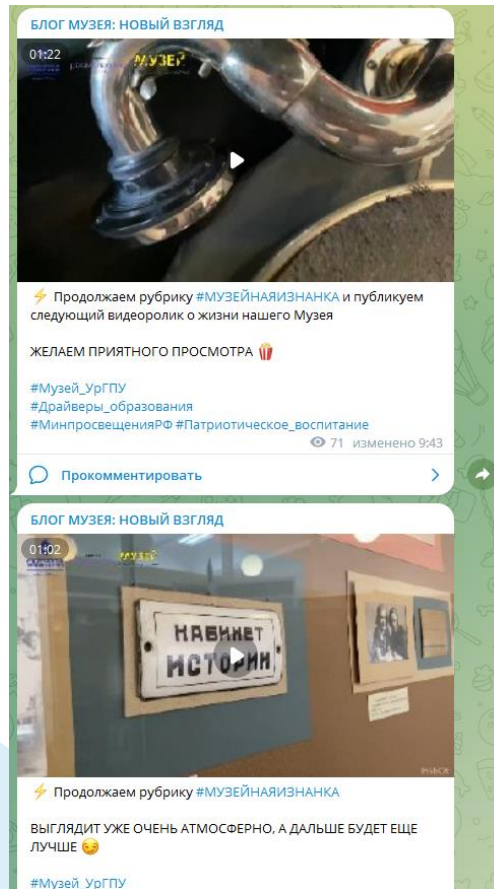 БЛОГ МУЗЕЯ: НОВЫЙ ВЗГЛЯД
01:22
МУЗЕЙ
⚡ Продолжаем рубрику #МУЗЕЙНАЯИЗНАНКА и публикуем
следующий видеоролик о жизни нашего Музея
ЖЕЛАЕМ ПРИЯТНОГО ПРОСМОТРА 🍿
#Музей_УрГПУ
#Драйверы_образования
#МинпросвещенияРФ #Патриотическое_воспитание
71 изменено 9:43
Прокомментировать
БЛОГ МУЗЕЯ: НОВЫЙ ВЗГЛЯД
01:02
МУЗЕЙ
КАБИНЕТ
ИСТОРИИ
⚡ Продолжаем рубрику #МУЗЕЙНАЯИЗНАНКА
ВЫГЛЯДИТ УЖЕ ОЧЕНЬ АТМОСФЕРНО, А ДАЛЬШЕ БУДЕТ ЕЩЕ
ЛУЧШЕ 😏
#Музей_УрГПУ